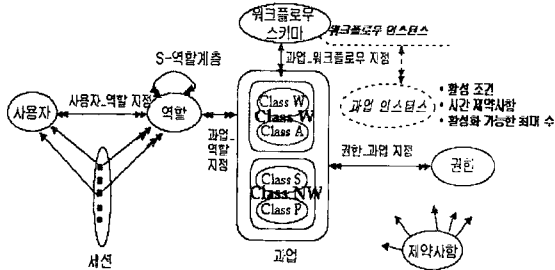 워크플로우
스키마
워크플로우 인스턴스
S-역할계층
과업_워크플로우 지정
• 활성 조건
• 시간 제약사항
• 활성화 가능한 최대 수
과업 인스턴스
사용자
사용자_역할 지정
역할
과업_
역할
지정
Class W
Class W
Class A
권한_과업 지정
권한
Class S
Class NW
Class P
세션
과업
제약사항